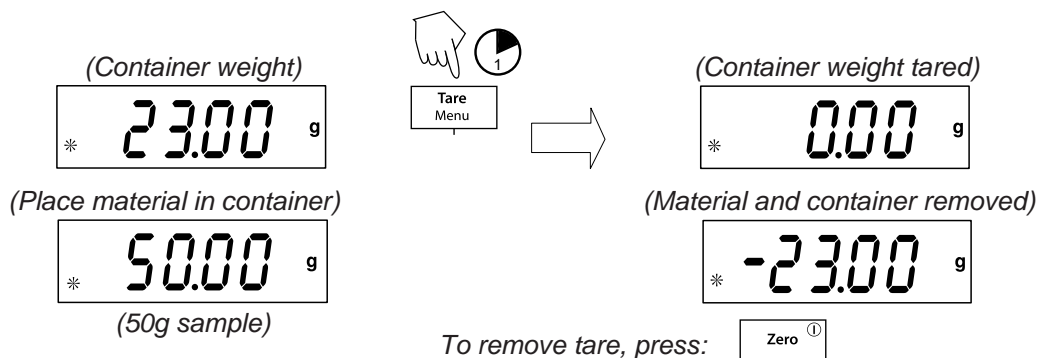 (Container weight)
* 23.00 g
1
Tare
Menu
(Container weight tared)
* 0.00 g
(Place material in container)
* 50.00 g
(50g sample)
(Material and container removed)
* -23.00 g
To remove tare, press:
Zero